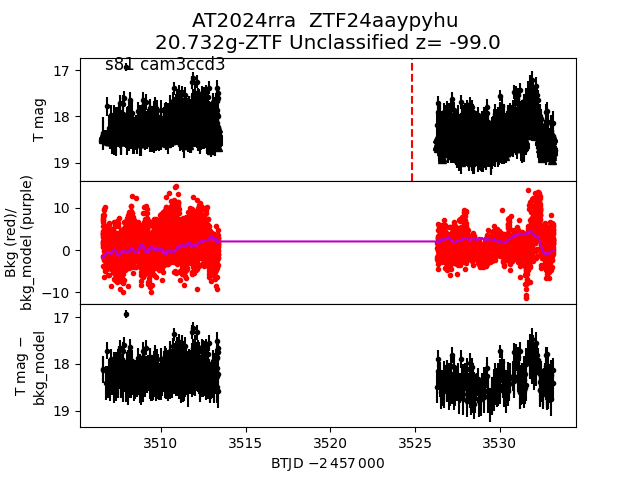 AT2024rra  ZTF24aaypyhu
20.732g-ZTF Unclassified z= -99.0
s81 cam3ccd3
17
18
19
T mag
10
0
−10
Bkg (red)/
bkg_model (purple)
17
18
19
T mag −
bkg_model
3510
3515
3520
3525
3530
BTJD −2 457 000